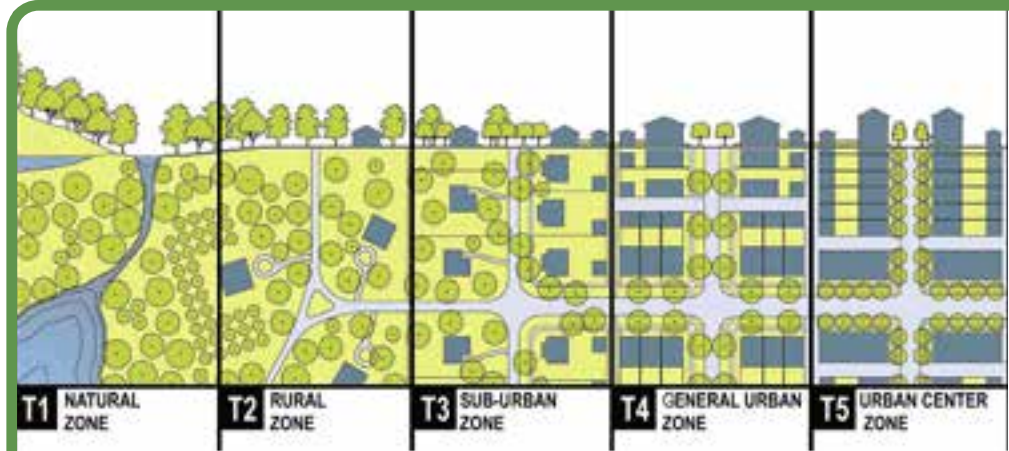 T1 NATURAL
ZONE
T2 RURAL
ZONE
T3 SUB-URBAN
ZONE
T4 GENERAL URBAN
ZONE
T5 URBAN CENTER
ZONE